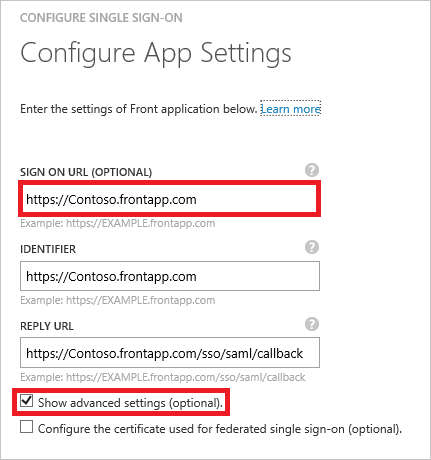 CONFIGURE SINGLE SIGN-ON
Configure App Settings
Enter the settings of Front application below. Learn more
SIGN ON URL (OPTIONAL) ?
https://Contoso.frontapp.com
Example: https://EXAMPLE.frontapp.com
IDENTIFIER ?
https://Contoso.frontapp.com
Example: https://EXAMPLE.frontapp.com
REPLY URL ?
https://Contoso.frontapp.com/sso/saml/callback
Example: https://EXAMPLE.frontapp.com/sso/saml/callback
Show advanced settings (optional).
Configure the certificate used for federated single sign-on (optional).